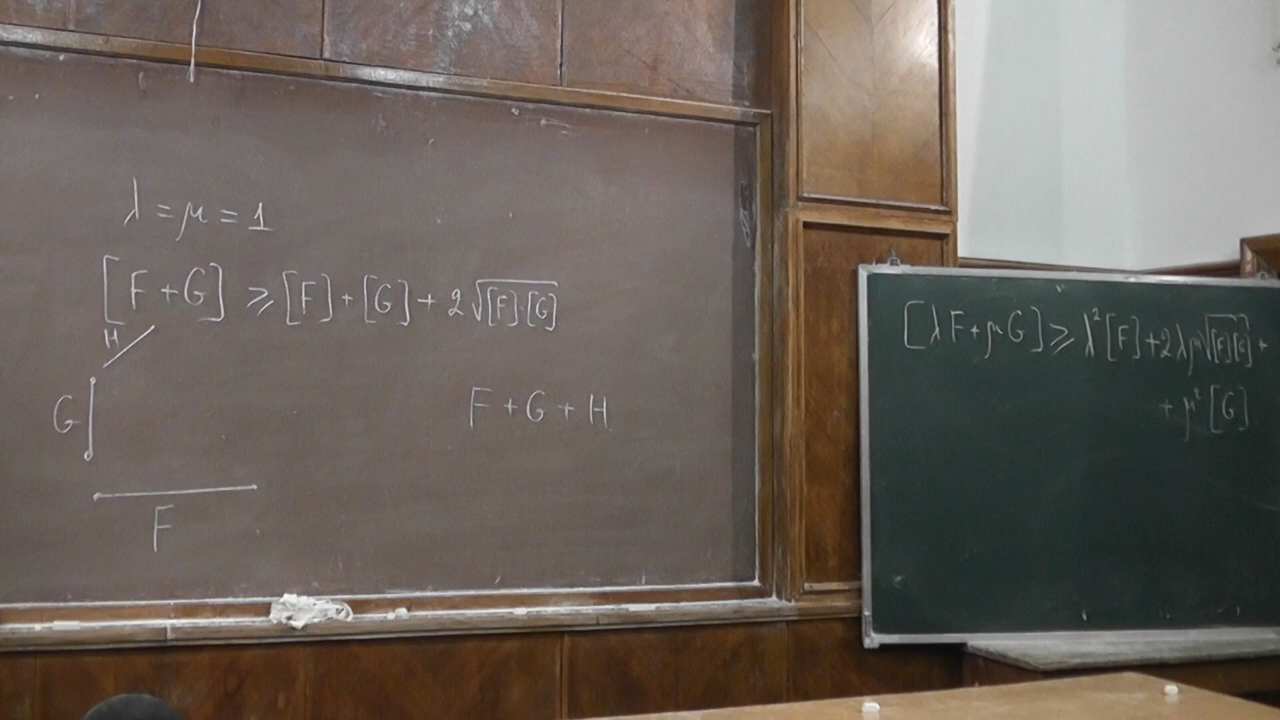 λ = μ = 1
[F + G] ⩾ [F] + [G] + 2 √([F]·[G])
H
G
F + G + H
F
[λF + μG] ⩾ λ²[F] + 2λμ√([F][G]) +
+ μ²[G]